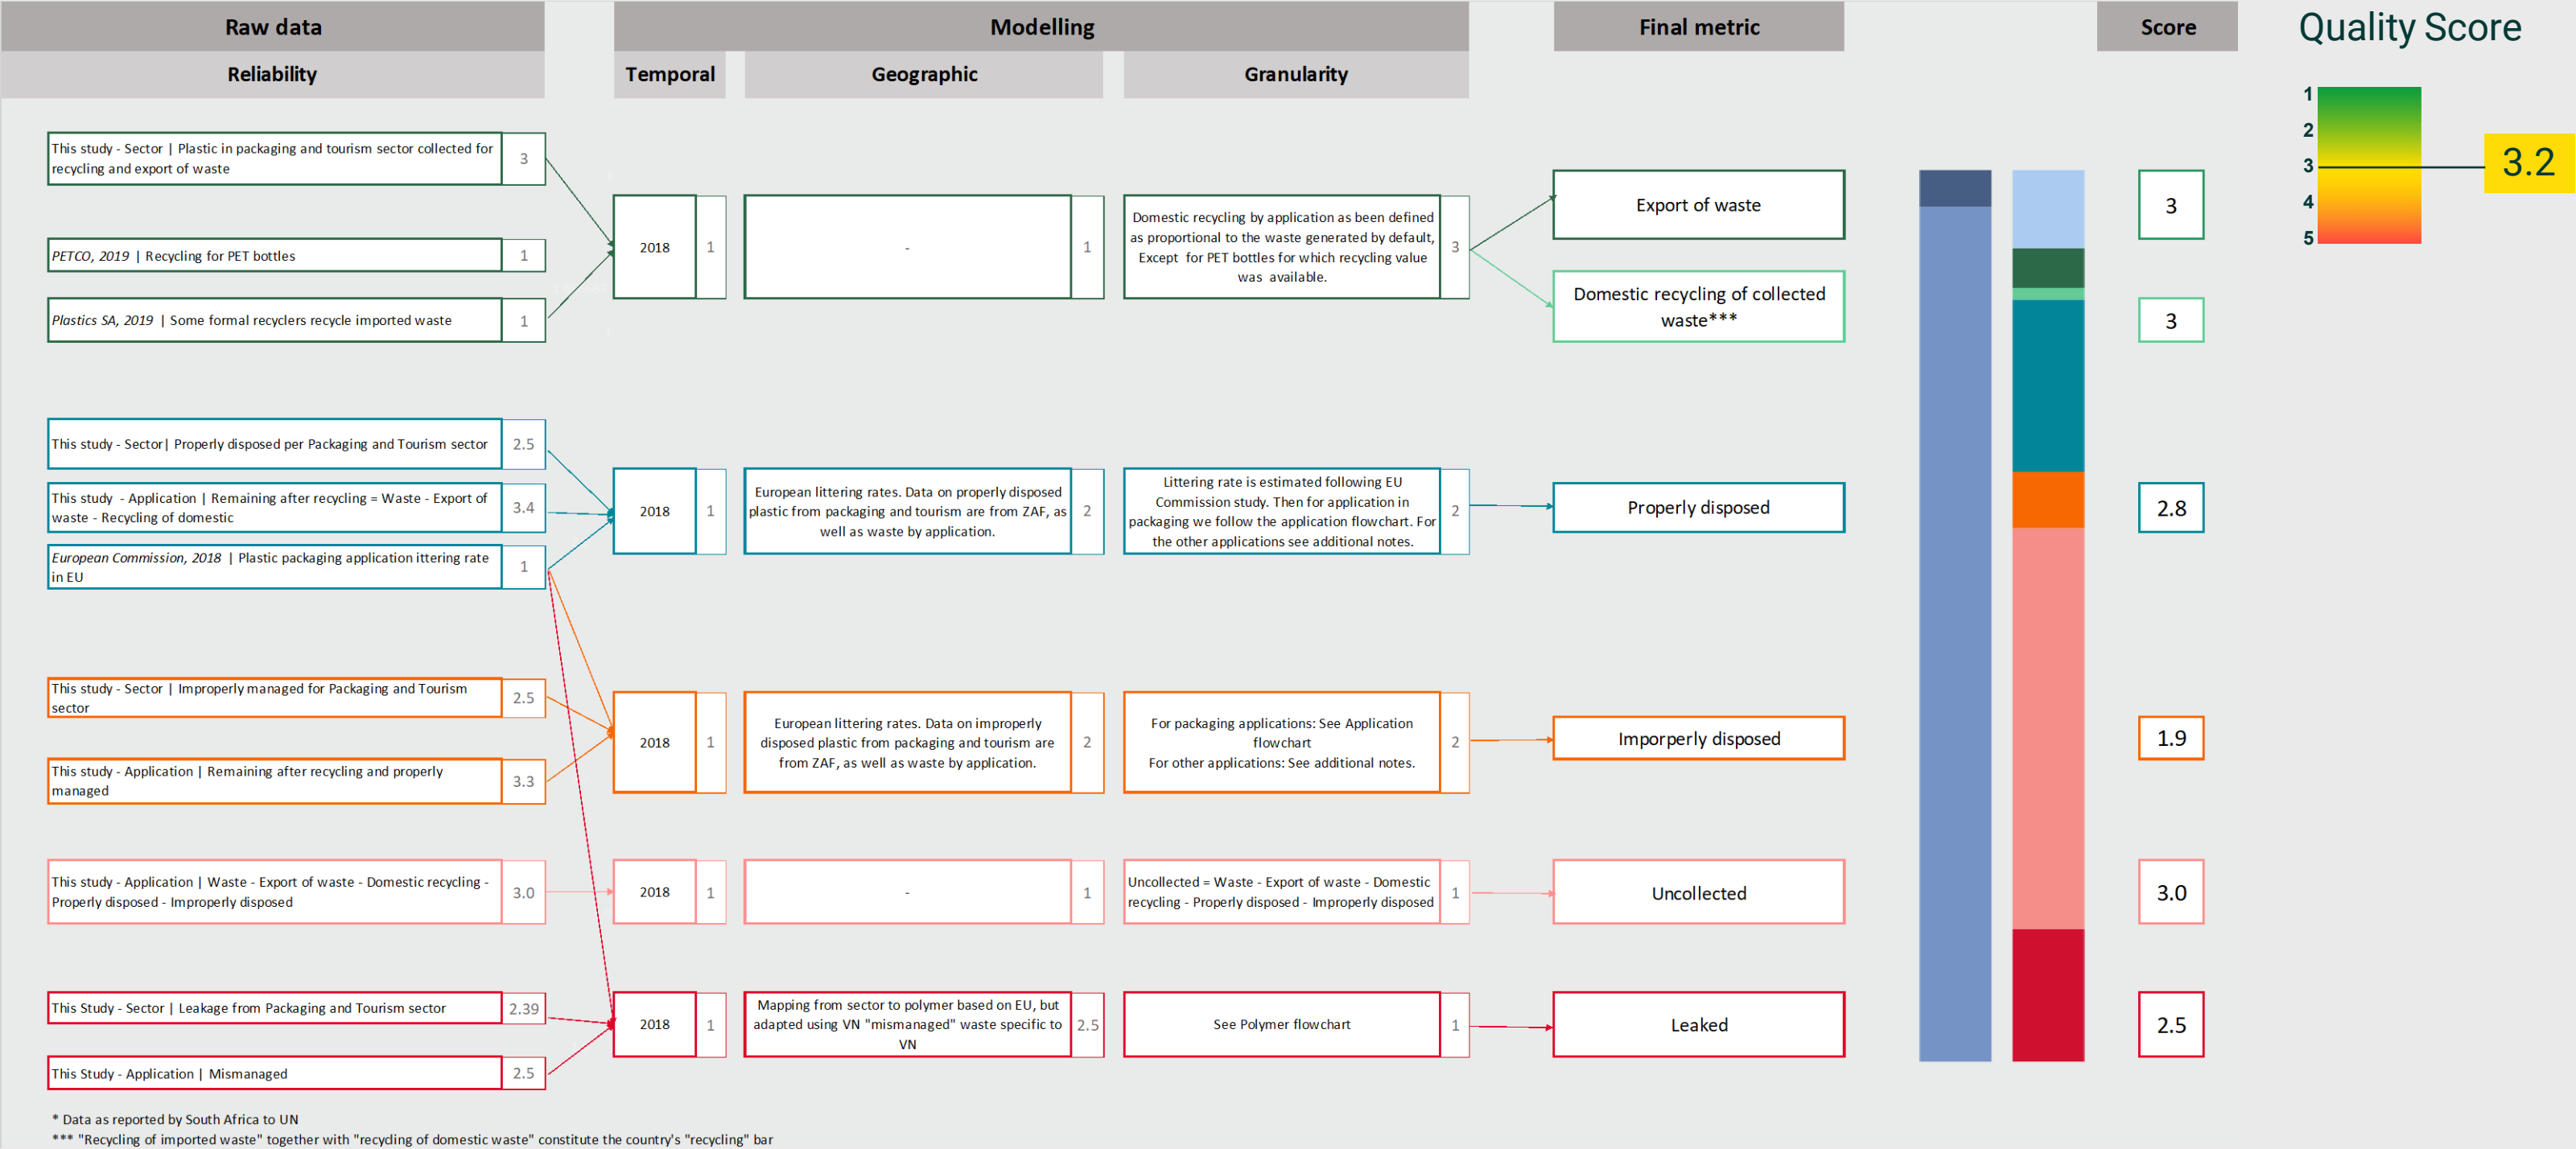 Raw data
Modelling
Final metric
Score
Quality Score
Reliability
Temporal
Geographic
Granularity
1
2
3
4
5
3.2
This study - Sector | Plastic in packaging and tourism sector collected for
recycling and export of waste
3
PETCO, 2019 | Recycling for PET bottles
1
Plastics SA, 2019 | Some formal recyclers recycle imported waste
1
2018
1
-
1
Domestic recycling by application as been defined
as proportional to the waste generated by default,
Except for PET bottles for which recycling value
was available.
3
Export of waste
3
Domestic recycling of collected
waste***
3
This study - Sector| Properly disposed per Packaging and Tourism sector
2.5
This study - Application | Remaining after recycling = Waste - Export of
waste - Recycling of domestic
3.4
European Commission, 2018 | Plastic packaging application ittering rate
in EU
1
2018
1
European littering rates. Data on properly disposed
plastic from packaging and tourism are from ZAF, as
well as waste by application.
2
Littering rate is estimated following EU
Commission study. Then for application in
packaging we follow the application flowchart. For
the other applications see additional notes.
2
Properly disposed
2.8
This study - Sector | Improperly managed for Packaging and Tourism
sector
2.5
This study - Application | Remaining after recycling and properly
managed
3.3
2018
1
European littering rates. Data on improperly
disposed plastic from packaging and tourism are
from ZAF, as well as waste by application.
2
For packaging applications: See Application
flowchart
For other applications: See additional notes.
2
Imporperly disposed
1.9
This study - Application | Waste - Export of waste - Domestic recycling -
Properly disposed - Improperly disposed
3.0
2018
1
-
1
Uncollected = Waste - Export of waste - Domestic
recycling - Properly disposed - Improperly disposed
1
Uncollected
3.0
This Study - Sector | Leakage from Packaging and Tourism sector
2.39
This Study - Application | Mismanaged
2.5
2018
1
Mapping from sector to polymer based on EU, but
adapted using VN "mismanaged" waste specific to
VN
2.5
See Polymer flowchart
1
Leaked
2.5
* Data as reported by South Africa to UN
*** "Recycling of imported waste" together with "recycling of domestic waste" constitute the country's "recycling" bar